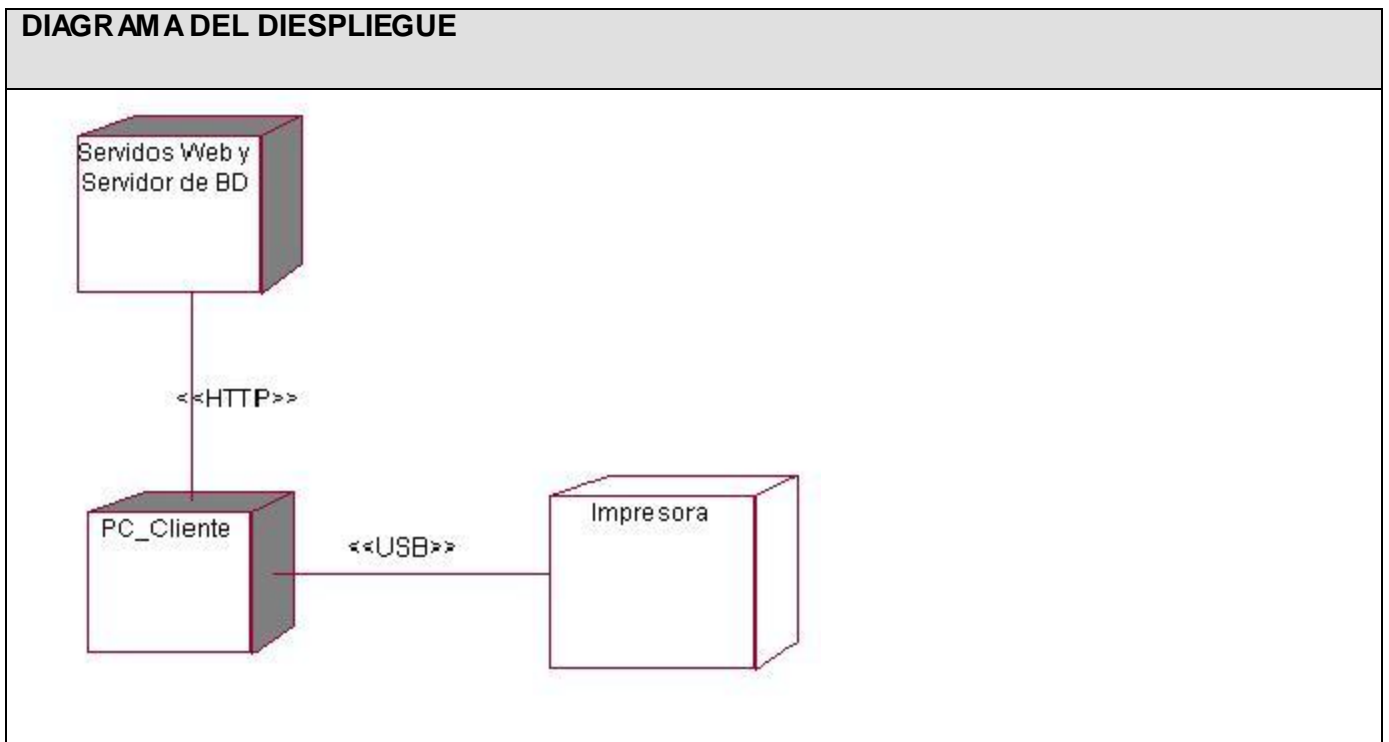 DIAGRAMA DEL DIESPLIEGUE
Servidos Web y
Servidor de BD
<<HTTP>>
PC_Cliente
<<USB>>
Impresora